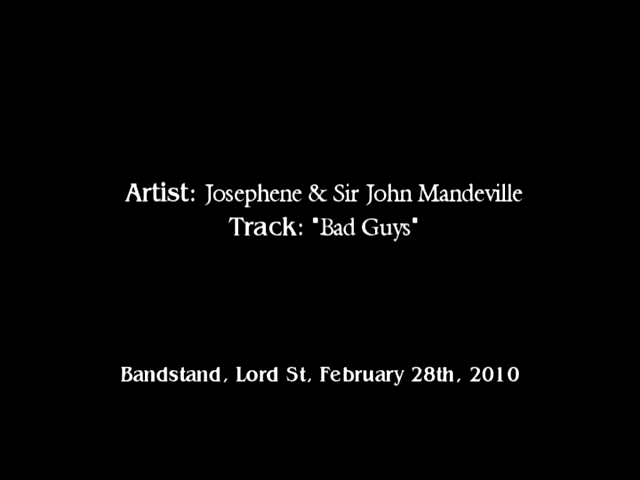 Artist: Josephene & Sir John Mandeville
Track: "Bad Guys"
Bandstand, Lord St, February 28th, 2010